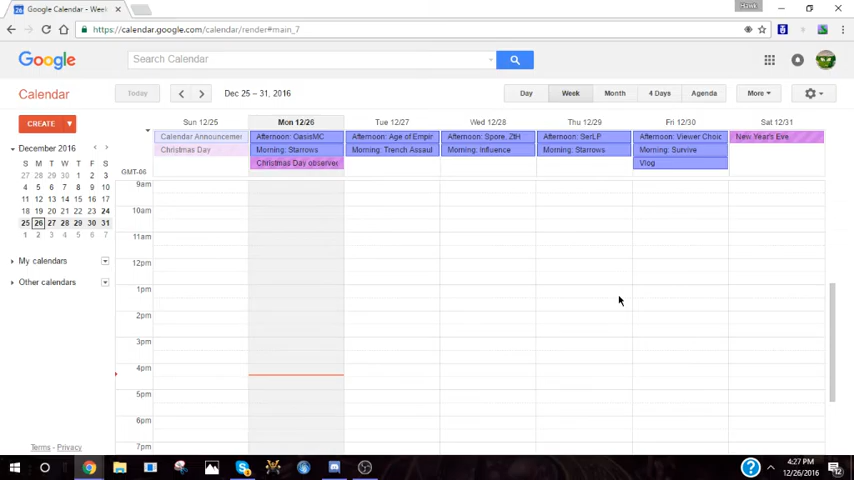 Hawk
26 Google Calendar - Week ×
https://calendar.google.com/calendar/render#main_7
Google
Search Calendar
Calendar
Today Dec 25 – 31, 2016 Day Week Month 4 Days Agenda More
CREATE
December 2016
S M T W T F S
27 28 29 30 1 2 3
4 5 6 7 8 9 10
11 12 13 14 15 16 17
18 19 20 21 22 23 24
25 26 27 28 29 30 31
1 2 3 4 5 6 7
My calendars
Other calendars
Terms - Privacy
Sun 12/25 Mon 12/26 Tue 12/27 Wed 12/28 Thu 12/29 Fri 12/30 Sat 12/31
Calendar Announcemen Afternoon: OasisMC Afternoon: Age of Empir Afternoon: Spore, ZtH Afternoon: SerLP Afternoon: Viewer Choic New Year's Eve
Christmas Day Morning: Starrows Morning: Trench Assaul Morning: Influence Morning: Starrows Morning: Survive
Christmas Day observed Vlog
GMT-06
9am
10am
11am
12pm
1pm
2pm
3pm
4pm
5pm
6pm
7pm
4:27 PM
12/26/2016
12